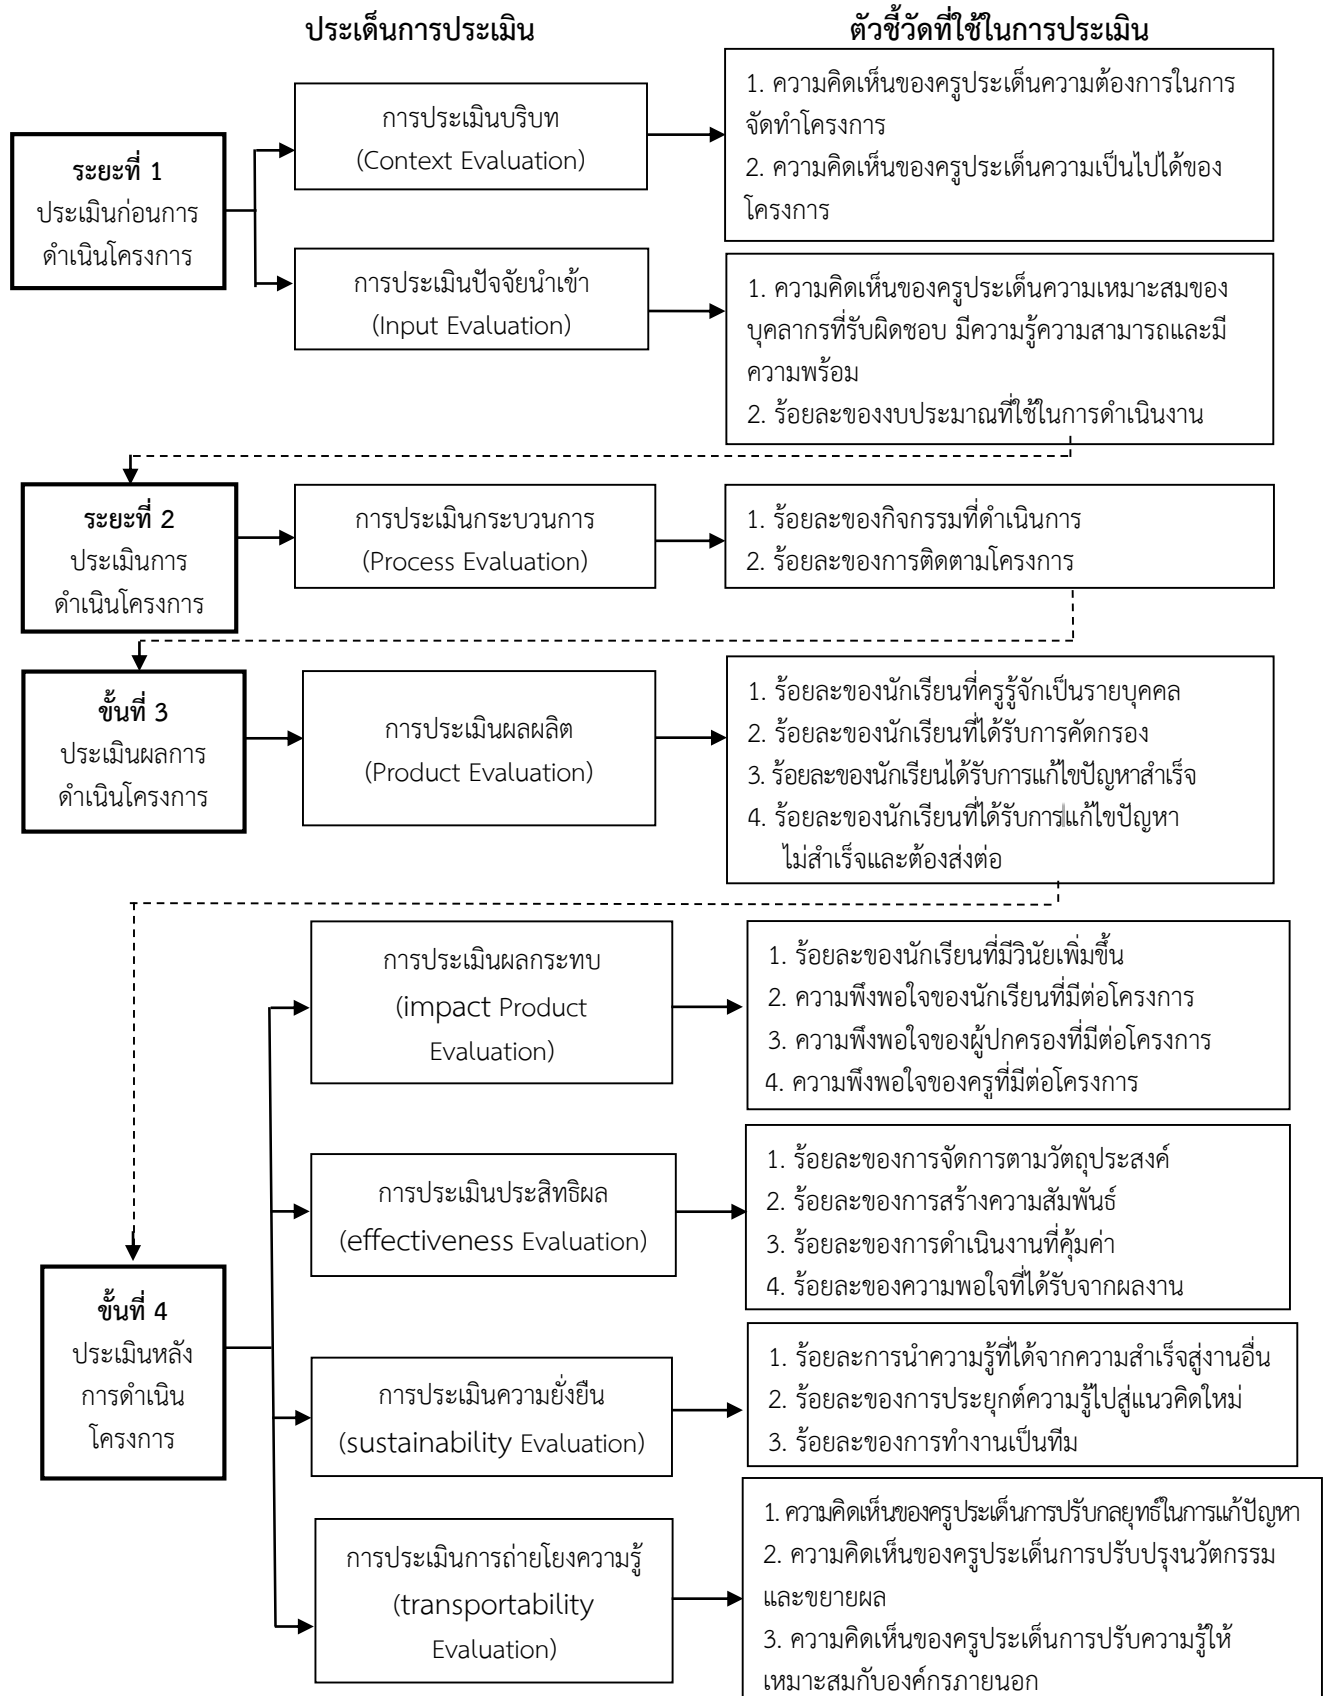 ประเด็นการประเมิน
ตัวชี้วัดที่ใช้ในการประเมิน
ระยะที่ 1
ประเมินก่อนการ
ดำเนินโครงการ
การประเมินบริบท
(Context Evaluation)
1. ความคิดเห็นของครูประเด็นความต้องการในการ
จัดทำโครงการ
2. ความคิดเห็นของครูประเด็นความเป็นไปได้ของ
โครงการ
การประเมินปัจจัยนำเข้า
(Input Evaluation)
1. ความคิดเห็นของครูประเด็นความเหมาะสมของ
บุคลากรที่รับผิดชอบ มีความรู้ความสามารถและมี
ความพร้อม
2. ร้อยละของงบประมาณที่ใช้ในการดำเนินงาน
ระยะที่ 2
ประเมินการ
ดำเนินโครงการ
การประเมินกระบวนการ
(Process Evaluation)
1. ร้อยละของกิจกรรมที่ดำเนินการ
2. ร้อยละของการติดตามโครงการ
ขั้นที่ 3
ประเมินผลการ
ดำเนินโครงการ
การประเมินผลผลิต
(Product Evaluation)
1. ร้อยละของนักเรียนที่ครูรู้จักเป็นรายบุคคล
2. ร้อยละของนักเรียนที่ได้รับการคัดกรอง
3. ร้อยละของนักเรียนได้รับการแก้ไขปัญหาสำเร็จ
4. ร้อยละของนักเรียนที่ได้รับการแก้ไขปัญหา
ไม่สำเร็จและต้องส่งต่อ
ขั้นที่ 4
ประเมินหลัง
การดำเนิน
โครงการ
การประเมินผลกระทบ
(impact Product
Evaluation)
1. ร้อยละของนักเรียนที่มีวินัยเพิ่มขึ้น
2. ความพึงพอใจของนักเรียนที่มีต่อโครงการ
3. ความพึงพอใจของผู้ปกครองที่มีต่อโครงการ
4. ความพึงพอใจของครูที่มีต่อโครงการ
การประเมินประสิทธิผล
(effectiveness Evaluation)
1. ร้อยละของการจัดการตามวัตถุประสงค์
2. ร้อยละของการสร้างความสัมพันธ์
3. ร้อยละของการดำเนินงานที่คุ้มค่า
4. ร้อยละของความพอใจที่ได้รับจากผลงาน
การประเมินความยั่งยืน
(sustainability Evaluation)
1. ร้อยละการนำความรู้ที่ได้จากความสำเร็จสู่งานอื่น
2. ร้อยละของการประยุกต์ความรู้ไปสู่แนวคิดใหม่
3. ร้อยละของการทำงานเป็นทีม
การประเมินการถ่ายโยงความรู้
(transportability
Evaluation)
1. ความคิดเห็นของครูประเด็นการปรับกลยุทธ์ในการแก้ปัญหา
2. ความคิดเห็นของครูประเด็นการปรับปรุงนวัตกรรม
และขยายผล
3. ความคิดเห็นของครูประเด็นการปรับความรู้ให้
เหมาะสมกับองค์กรภายนอก